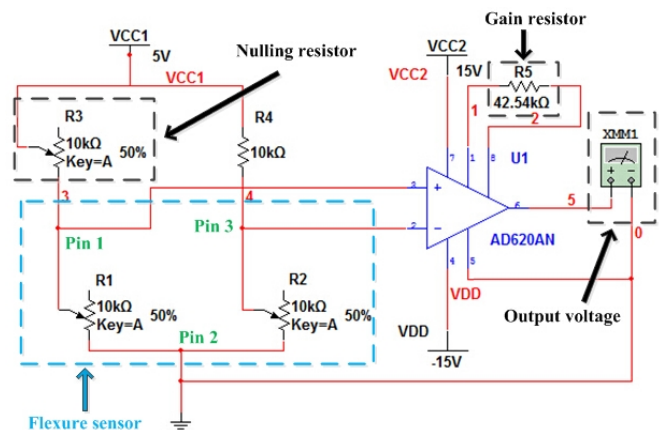 Gain resistor
VCC1
5V
Nulling resistor
VCC1
VCC2
VCC2
15V
R5
42.54kΩ
1
2
XMM1
R3
10kΩ
Key=A
50%
R4
10kΩ
7
1
8
U1
3
4
3
+
5
6
0
Pin 1
Pin 3
2
−
AD620AN
R1
10kΩ
Key=A
50%
R2
10kΩ
Key=A
50%
4
5
VDD
Output voltage
Pin 2
VDD
-15V
Flexure sensor